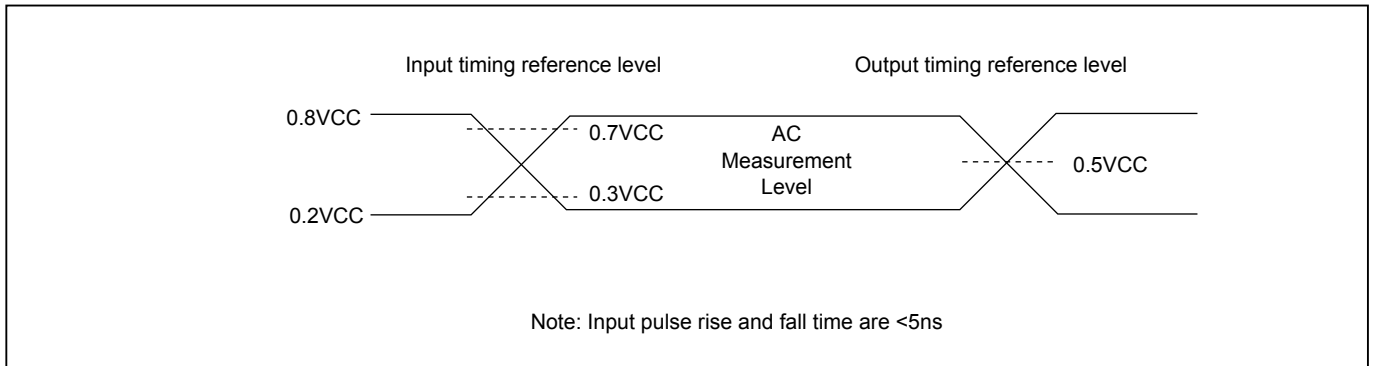 Input timing reference level
Output timing reference level
0.8VCC
0.7VCC
AC
Measurement
Level
0.5VCC
0.3VCC
0.2VCC
Note: Input pulse rise and fall time are <5ns